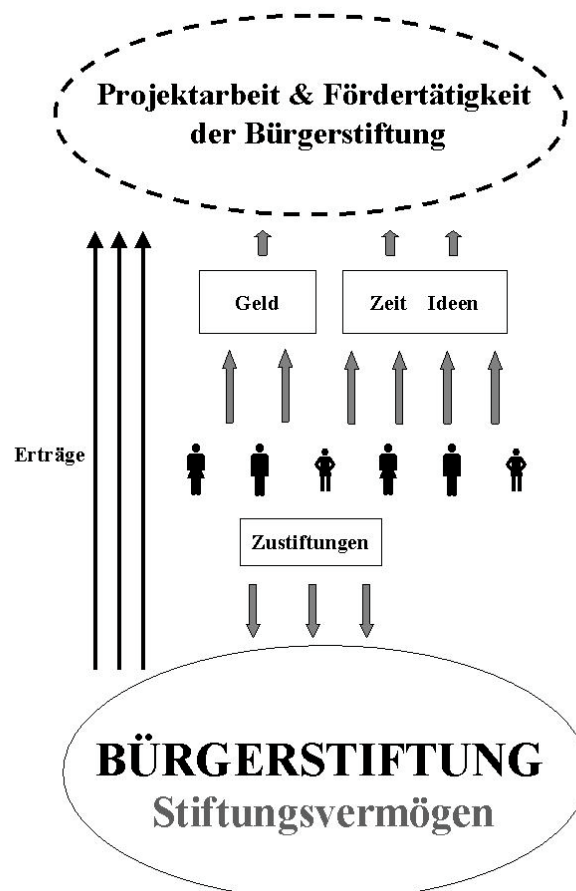 Projektarbeit & Fördertätigkeit
der Bürgerstiftung
Geld
Zeit Ideen
Erträge
Zustiftungen
BÜRGERSTIFTUNG
Stiftungsvermögen